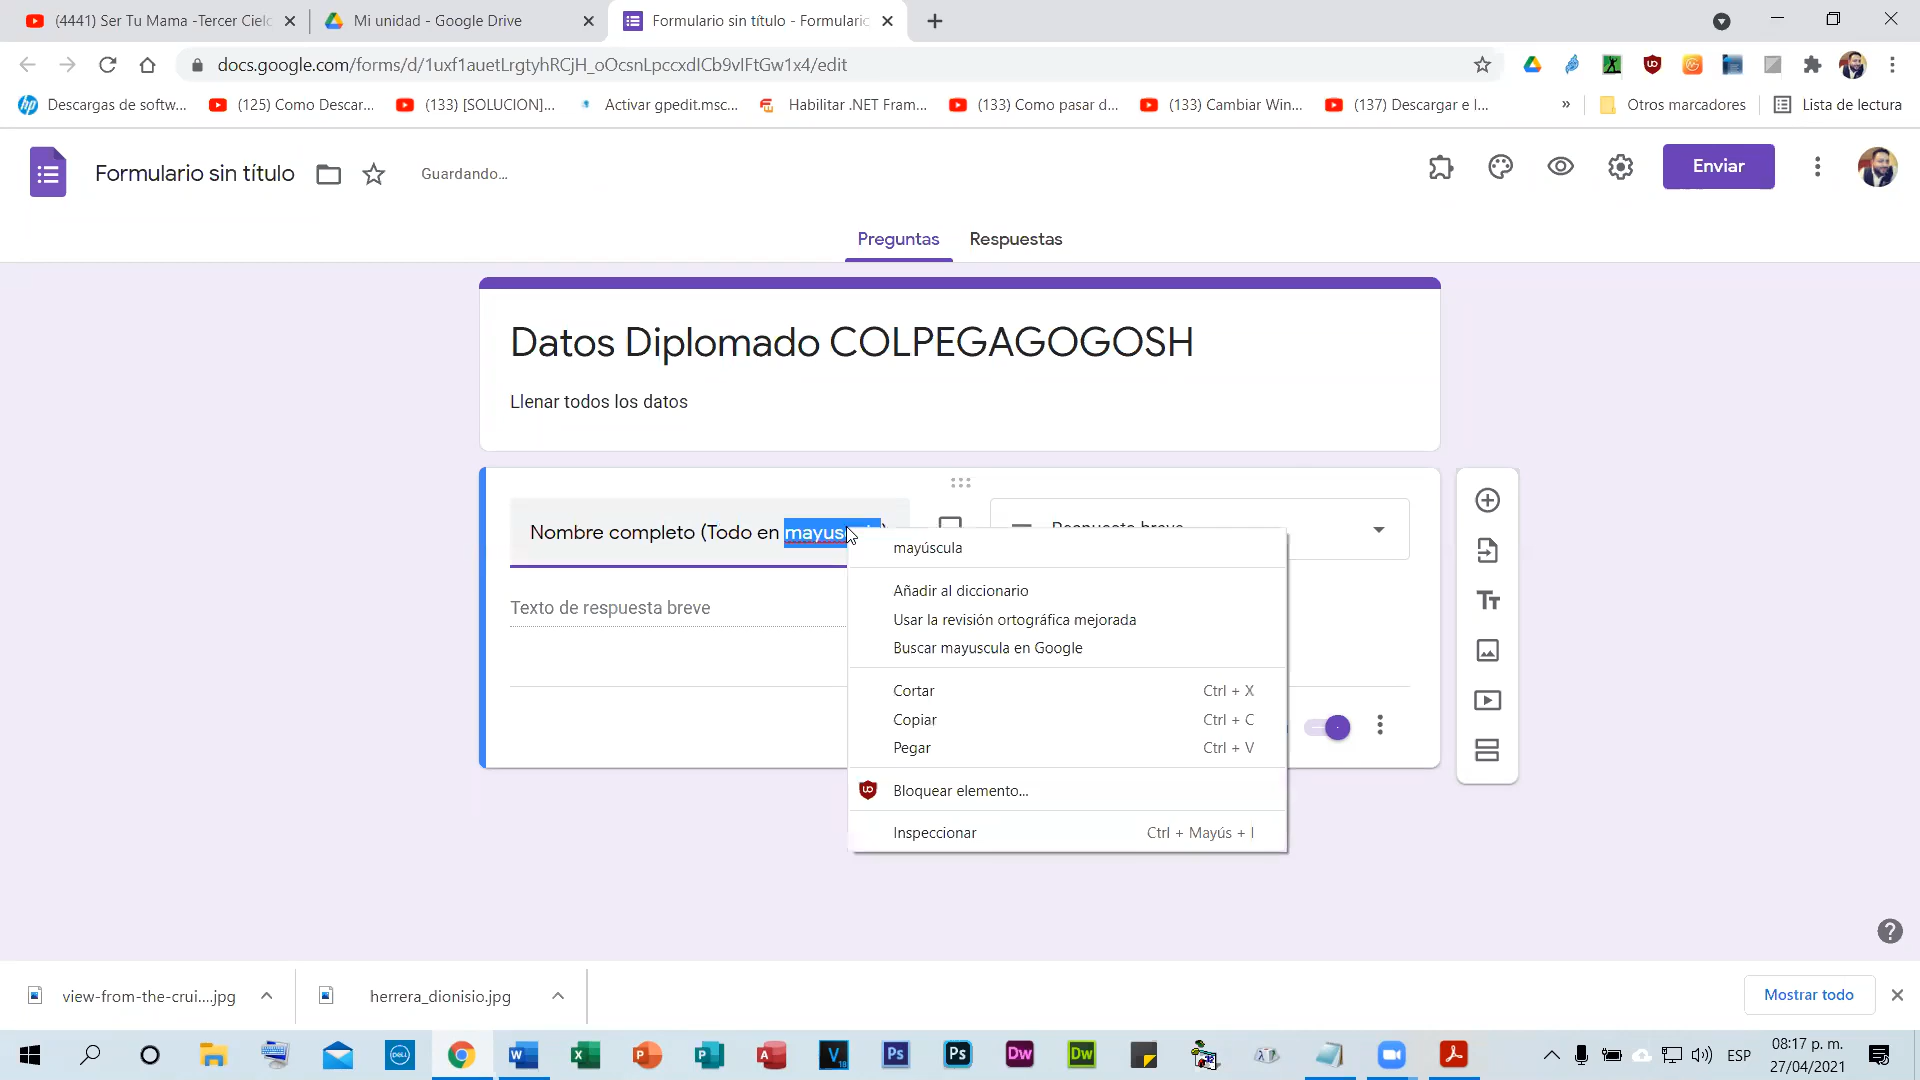 (4441) Ser Tu Mama -Tercer Cielo
Mi unidad - Google Drive
Formulario sin título - Formulario
docs.google.com/forms/d/1uxf1auetLrgtyhRCjH_oOcsnLpccxdICb9vIFtGw1x4/edit
Descargas de softw...
(125) Como Descar...
(133) [SOLUCION]...
Activar gpedit.msc...
Habilitar .NET Fram...
(133) Como pasar d...
(133) Cambiar Win...
(137) Descargar e I...
»
Otros marcadores
Lista de lectura
Formulario sin título
Guardando...
Enviar
Preguntas
Respuestas
Datos Diplomado COLPEGAGOGOSH
Llenar todos los datos
Nombre completo (Todo en mayus
Texto de respuesta breve
mayúscula
Añadir al diccionario
Usar la revisión ortográfica mejorada
Buscar mayuscula en Google
Cortar Ctrl + X
Copiar Ctrl + C
Pegar Ctrl + V
Bloquear elemento...
Inspeccionar Ctrl + Mayús + I
view-from-the-crui....jpg
herrera_dionisio.jpg
Mostrar todo
ESP
08:17 p. m.
27/04/2021